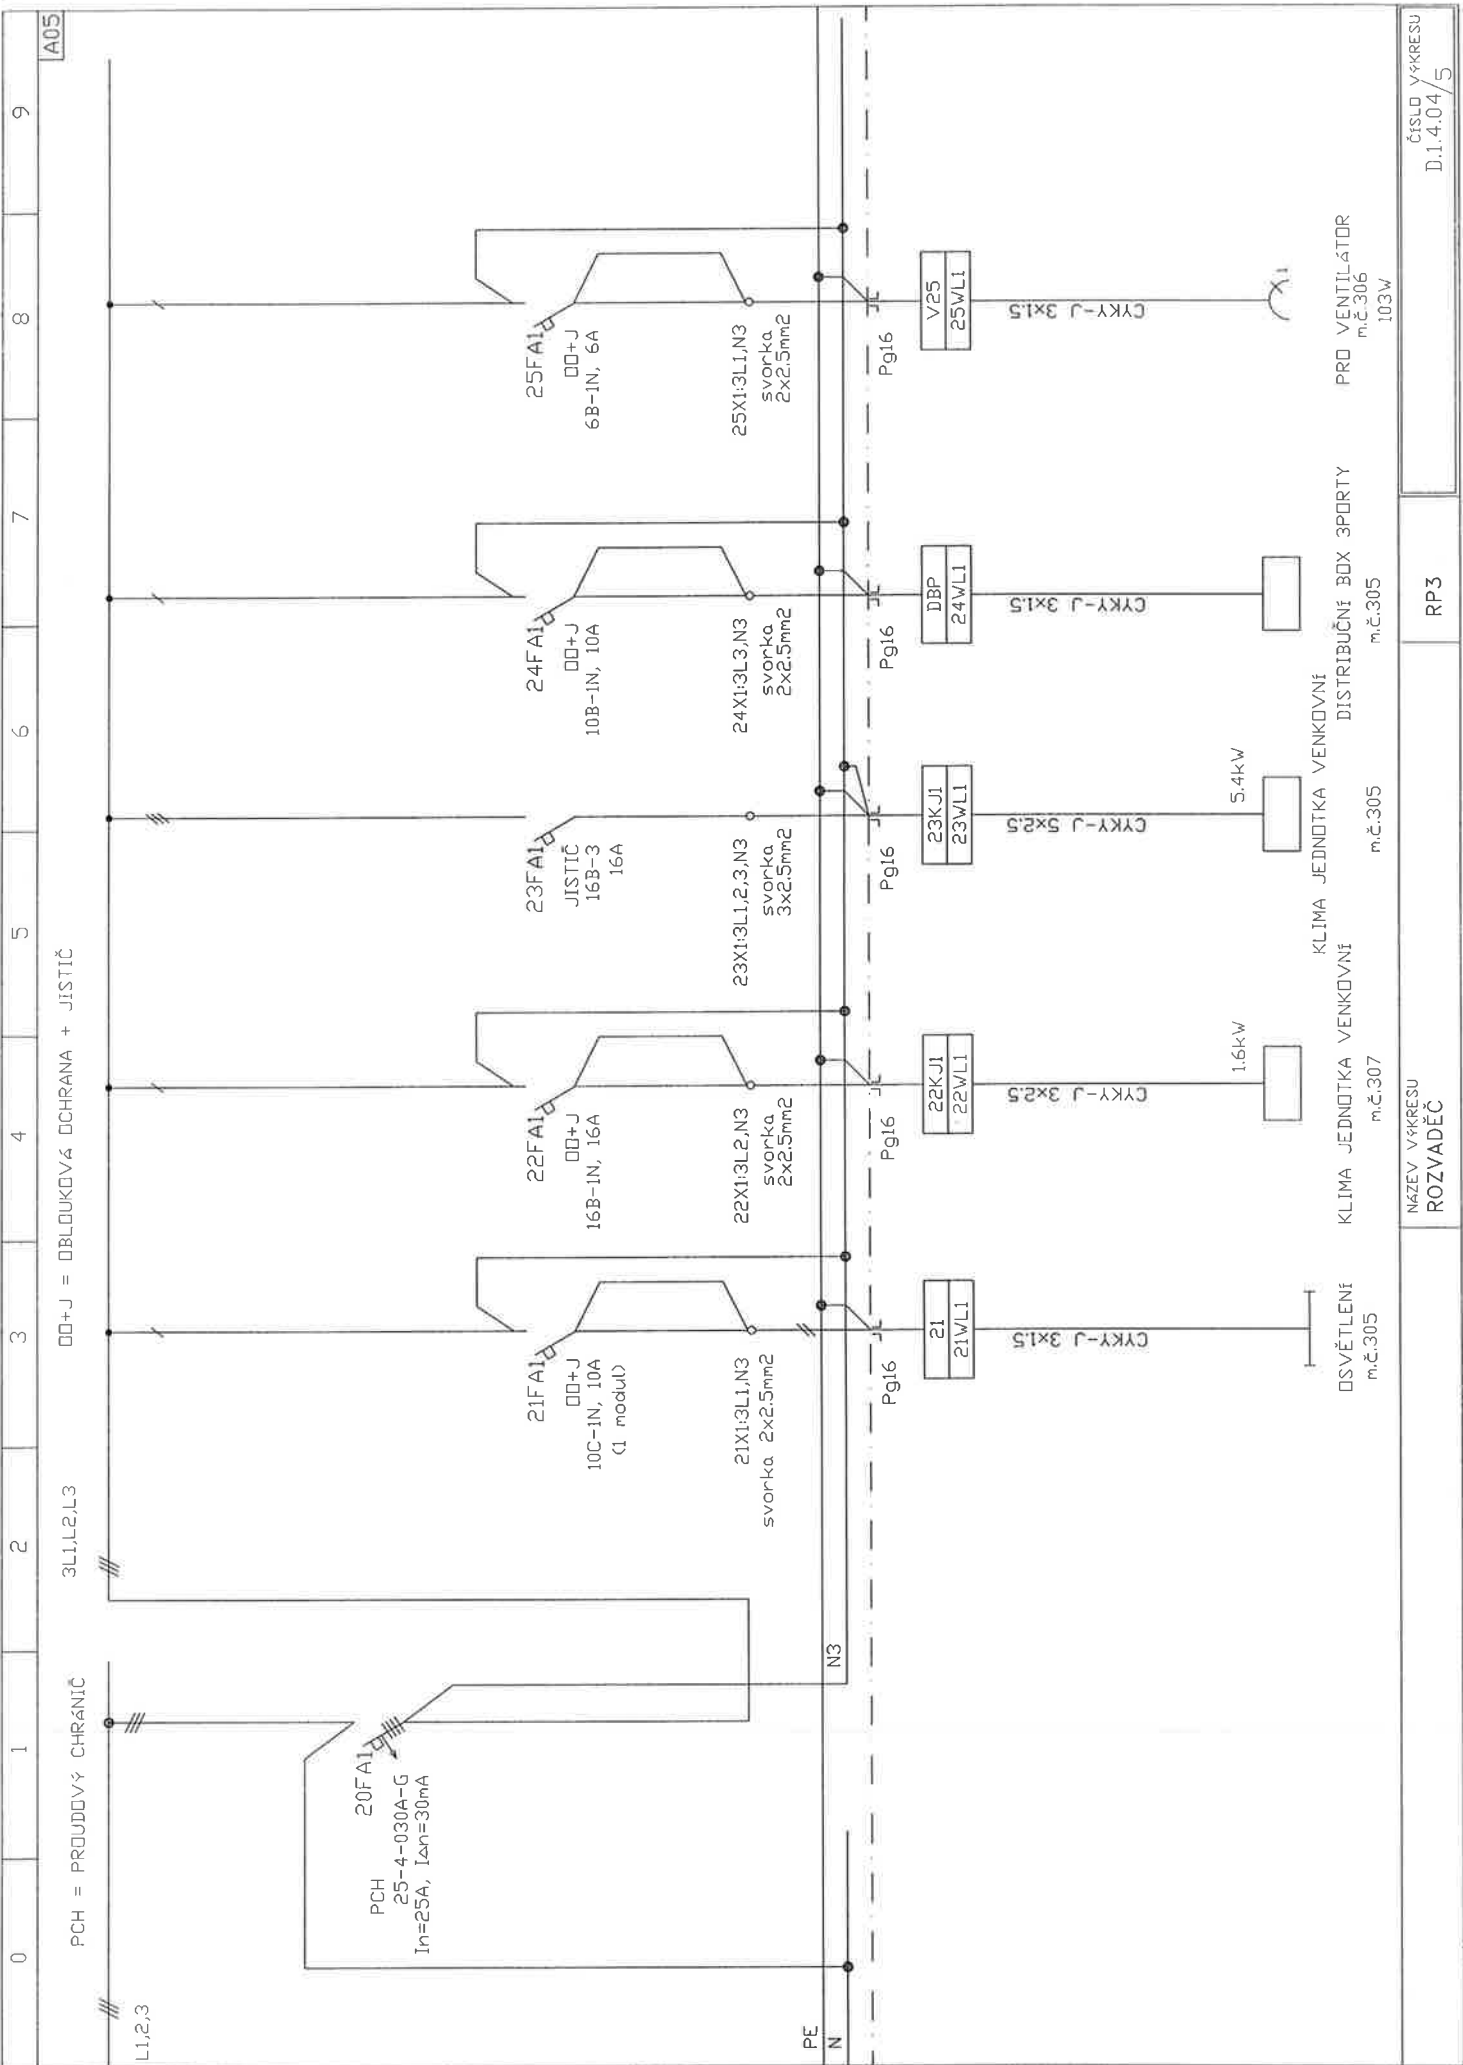 0 1 2 3 4 5 6 7 8 9
A05
PCH = PROUDOVÝ CHRÁNIČ
3L1,L2,L3
OO+J = OBLOUKOVÁ OCHRANA + JISTIČ
L1,2,3
20FA1
PCH
25-4-030A-G
In=25A, IΔn=30mA
PE
N
N3
21FA1
OO+J
10C-1N, 10A
(1 modul)
21X1:3L1,N3
svorka 2x2.5mm2
Pg16
21
21WL1
CYKY-J 3x1.5
OSVĚTLENÍ
m.č.305
22FA1
OO+J
16B-1N, 16A
22X1:3L2,N3
svorka
2x2.5mm2
Pg16
22KJ1
22WL1
CYKY-J 3x2.5
1.6kW
KLIMA JEDNOTKA VENKOVNÍ
m.č.307
23FA1
JISTIČ
16B-3
16A
23X1:3L1,2,3,N3
svorka
3x2.5mm2
Pg16
23KJ1
23WL1
CYKY-J 5x2.5
5.4kW
KLIMA JEDNOTKA VENKOVNÍ
m.č.305
24FA1
OO+J
10B-1N, 10A
24X1:3L3,N3
svorka
2x2.5mm2
Pg16
DBP
24WL1
CYKY-J 3x1.5
DISTRIBUČNÍ BOX 3PORTY
m.č.305
25FA1
OO+J
6B-1N, 6A
25X1:3L1,N3
svorka
2x2.5mm2
Pg16
V25
25WL1
CYKY-J 3x1.5
1
PRO VENTILÁTOR
m.č.306
103W
NÁZEV VÝKRESU
ROZVADĚČ
RP3
ČÍSLO VÝKRESU
D.1.4.04/5